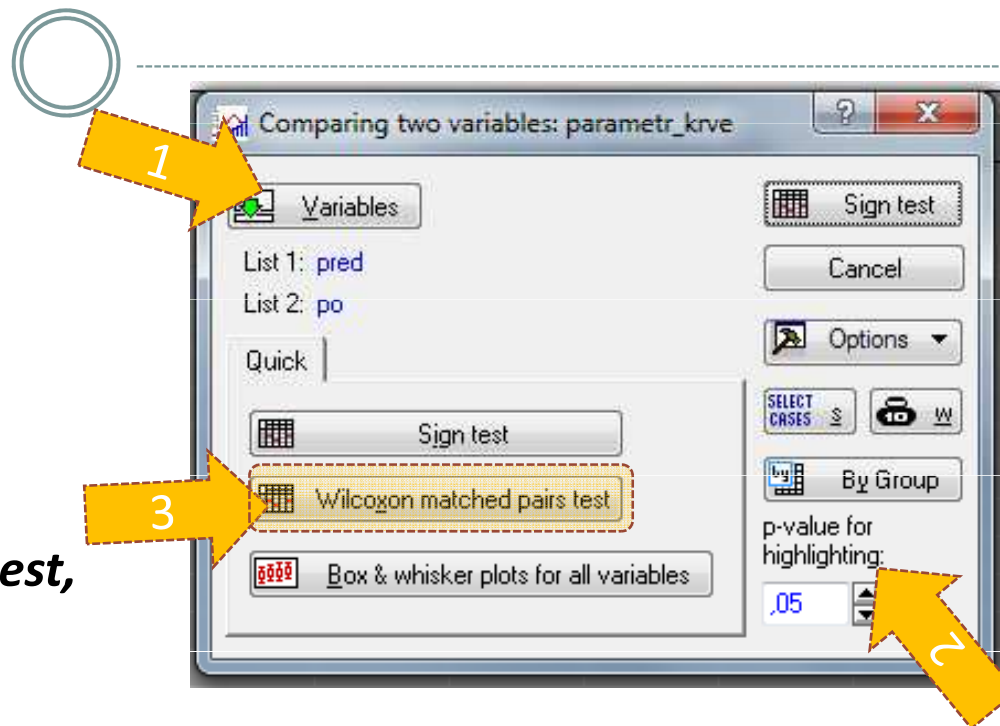 Comparing two variables: parametr_krve
1
Variables
Sign test
List 1: pred
Cancel
List 2: po
Options
Quick
SELECT CASES S
W
Sign test
By Group
3
Wilcoxon matched pairs test
p-value for
highlighting:
est,
Box & whisker plots for all variables
,05
2